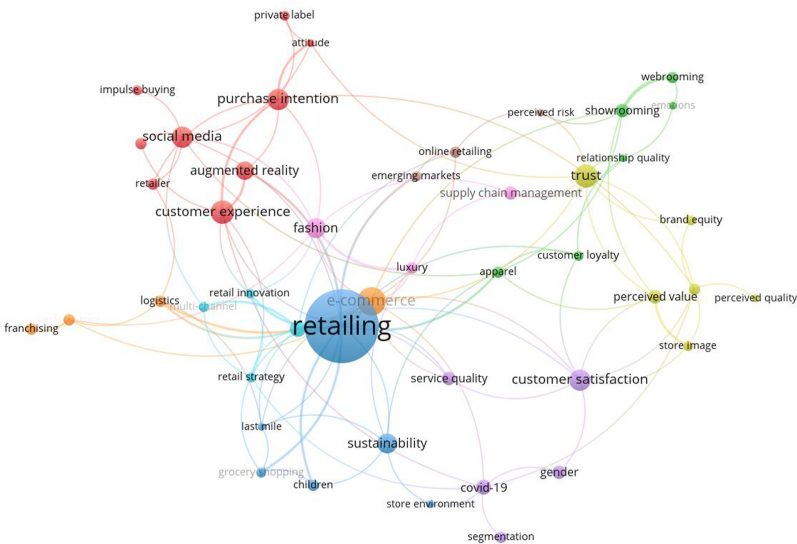 private label
attitude
webrooming
impulse buying
purchase intention
emotions
showrooming
perceived risk
social media
online retailing
relationship quality
augmented reality
emerging markets
trust
retailer
supply chain management
customer experience
brand equity
fashion
customer loyalty
luxury
apparel
retail innovation
perceived value
perceived quality
logistics
e-commerce
multi-channel
retailing
franchising
store image
retail strategy
service quality
customer satisfaction
last mile
sustainability
grocery shopping
gender
children
covid-19
store environment
segmentation